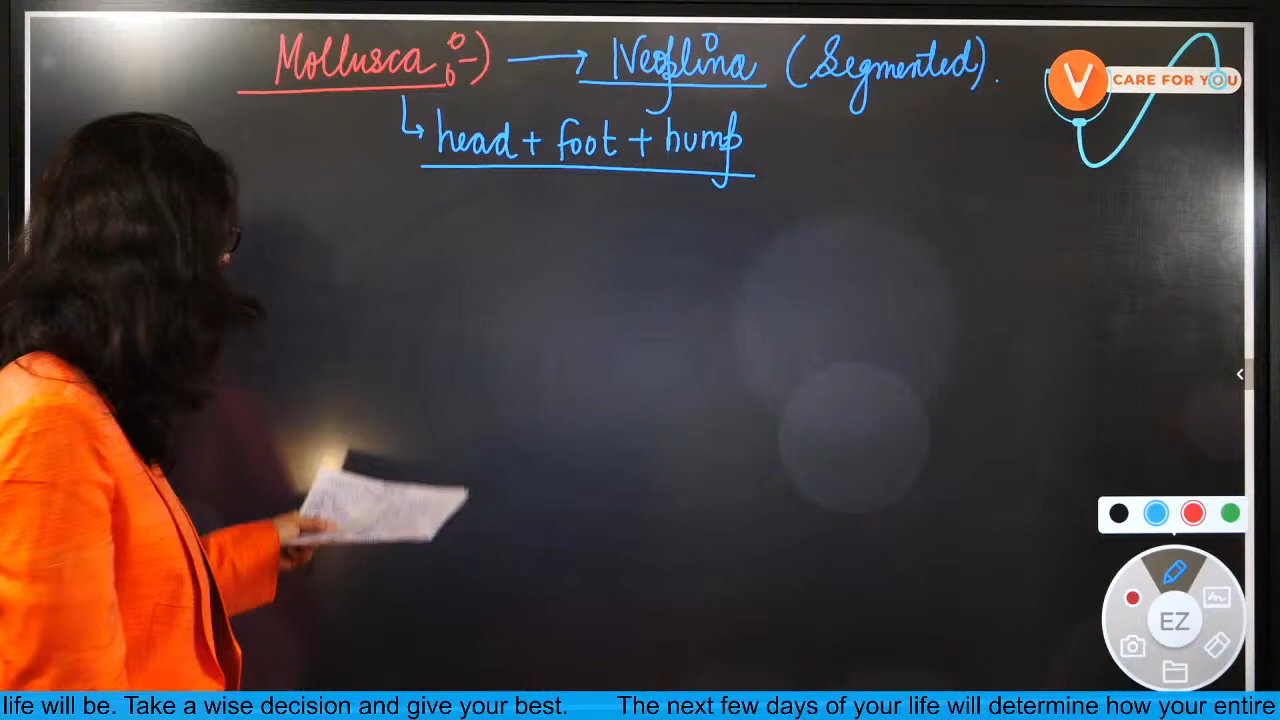 Mollusca :-) → Neoplina (Segmented).
↳ head + foot + hump
V CARE FOR YOU
EZ
life will be. Take a wise decision and give your best. The next few days of your life will determine how your entire